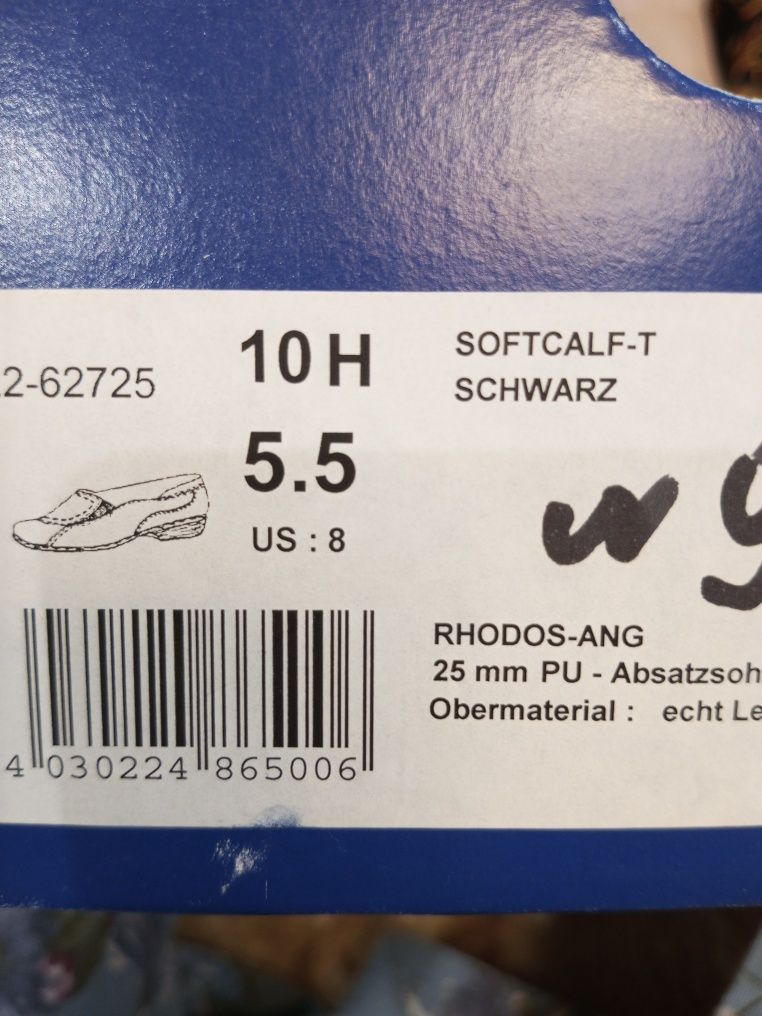 2-62725
10 H
5.5
US : 8
SOFTCALF-T
SCHWARZ
RHODOS-ANG
25 mm PU - Absatzsoh
Obermaterial : echt Le
4 030224 865006